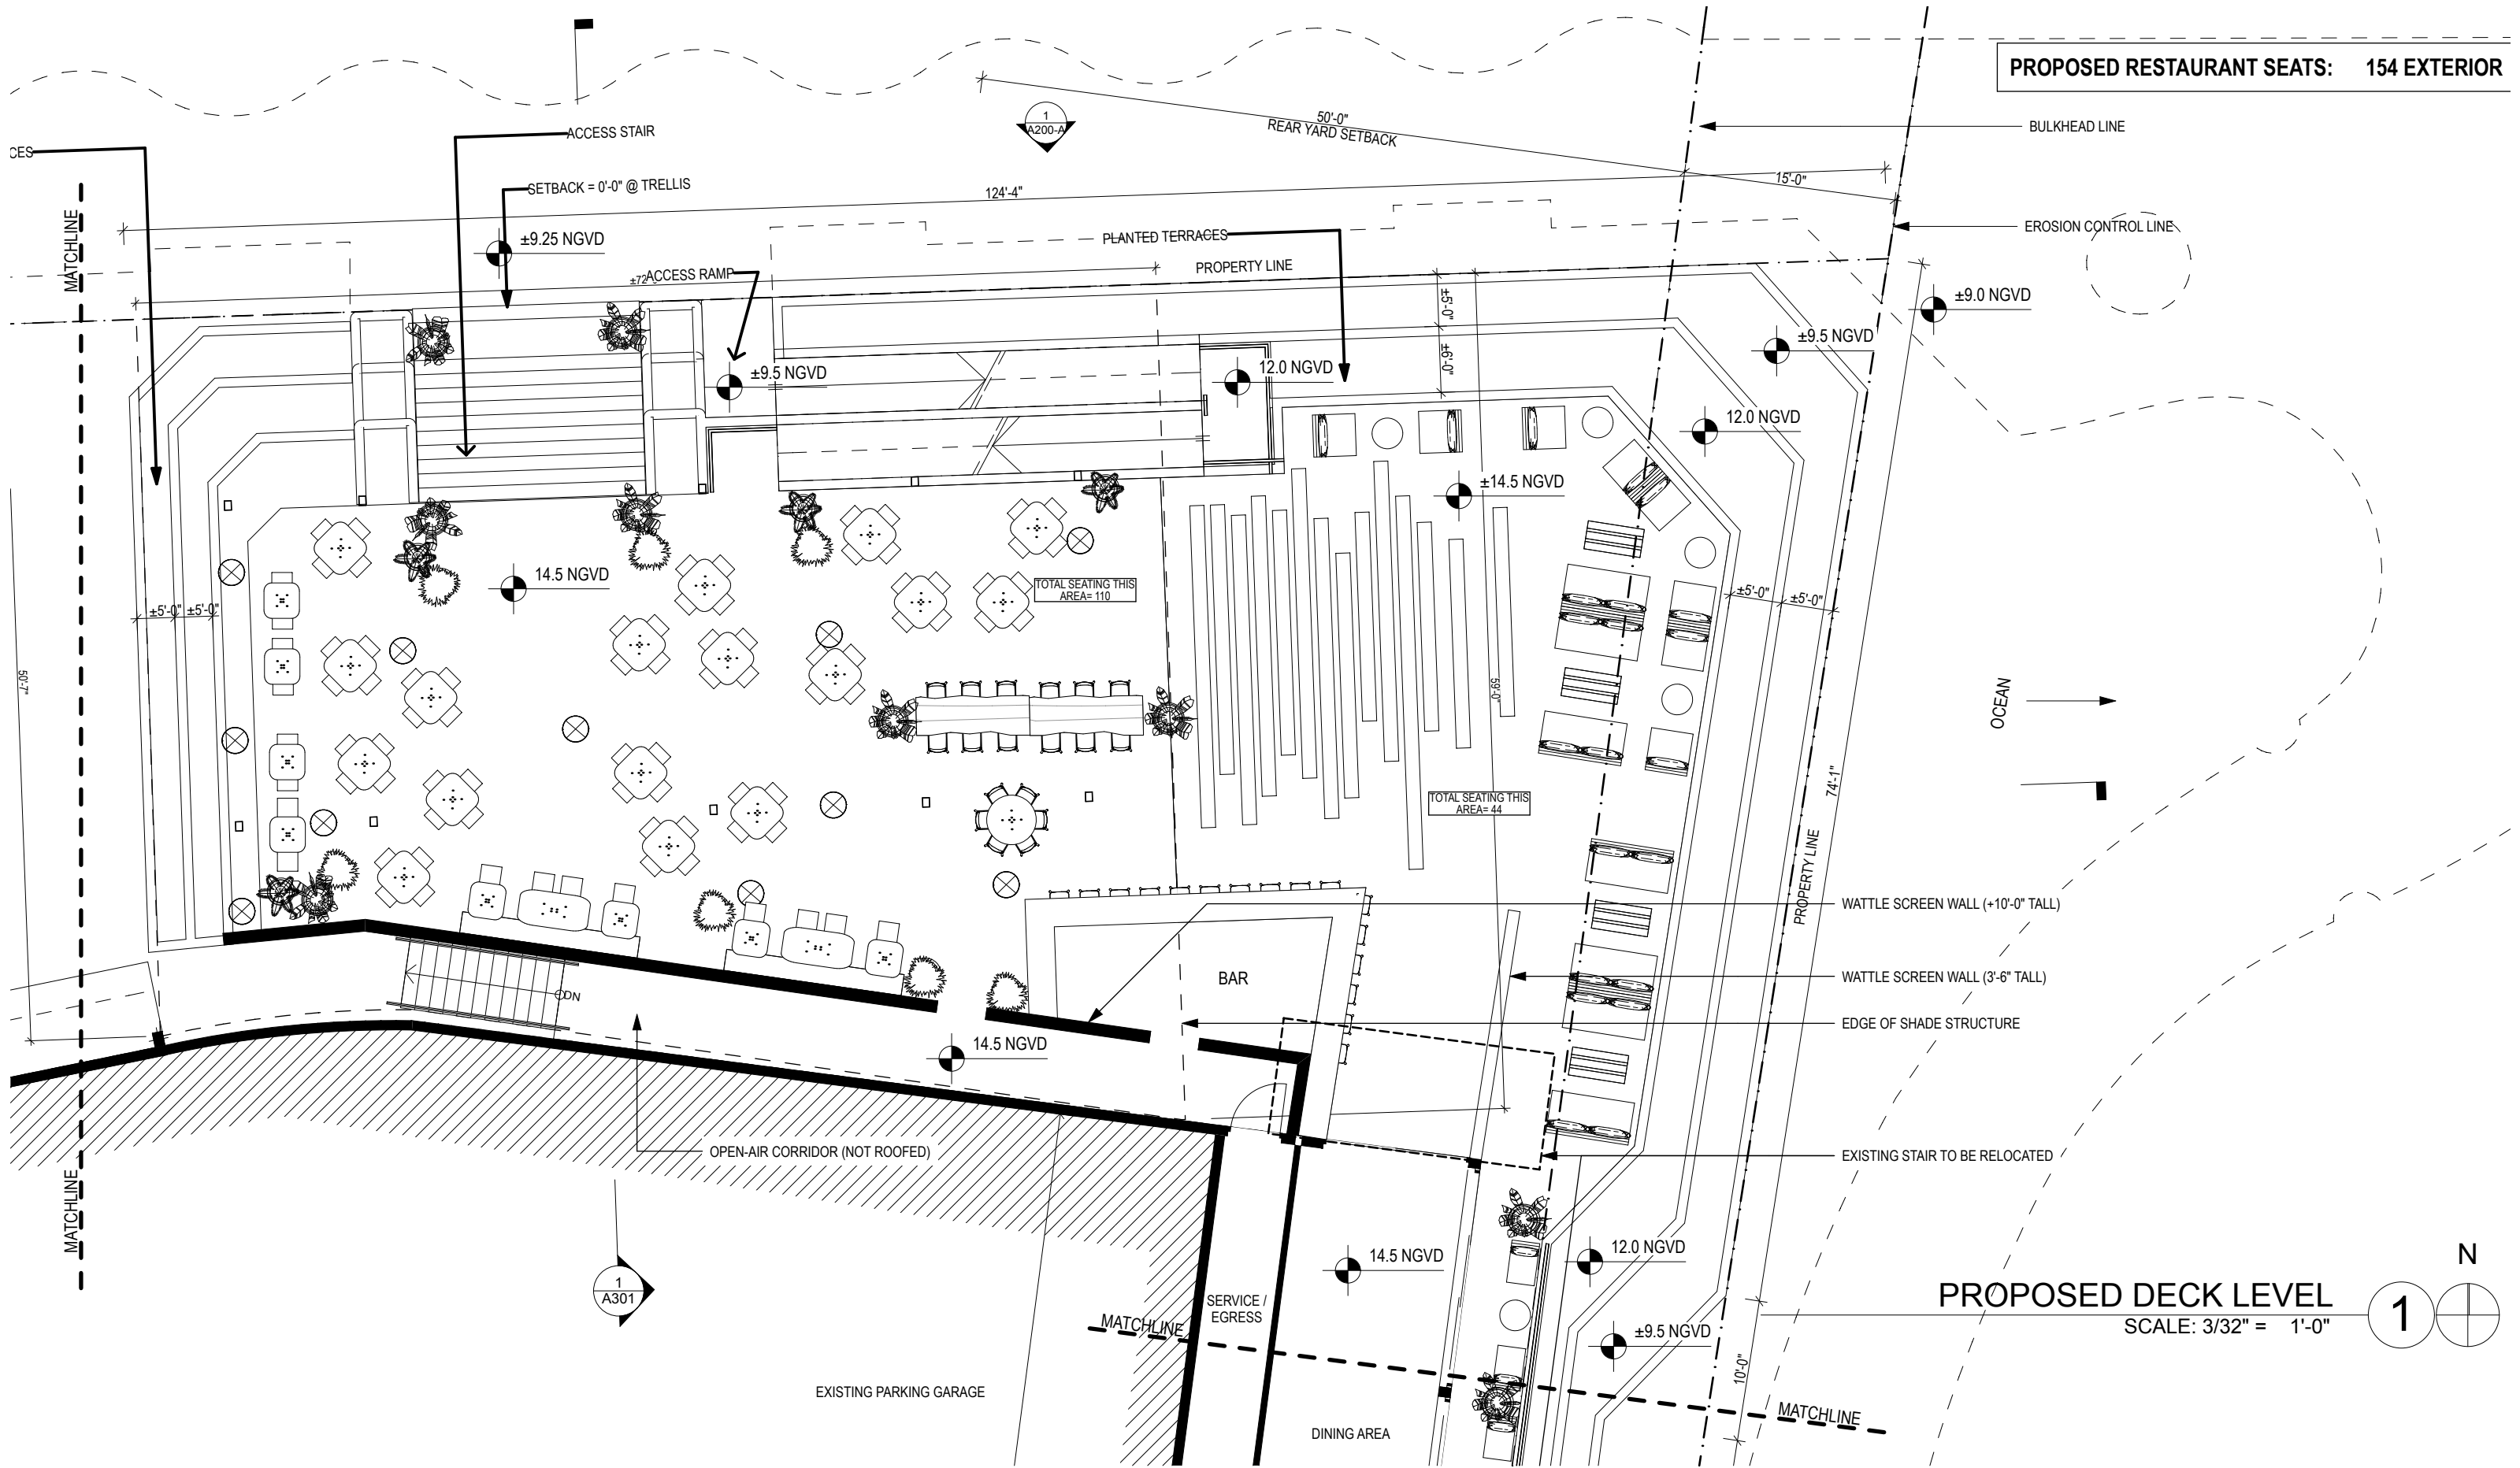 PROPOSED RESTAURANT SEATS: 154 EXTERIOR
1
A200-A
50'-0"
REAR YARD SETBACK
BULKHEAD LINE
ACCESS STAIR
CES
SETBACK = 0'-0" @ TRELLIS
124'-4"
15'-0"
MATCHLINE
±9.25 NGVD
PLANTED TERRACES
EROSION CONTROL LINE
±72
ACCESS RAMP
PROPERTY LINE
±9.0 NGVD
±5'-0"
±9.5 NGVD
±6'-0"
±9.5 NGVD
12.0 NGVD
12.0 NGVD
±14.5 NGVD
14.5 NGVD
TOTAL SEATING THIS
AREA= 110
±5'-0"
±5'-0"
±5'-0"
±5'-0"
50'-7"
59'-0"
OCEAN
74'-1"
TOTAL SEATING THIS
AREA= 44
PROPERTY LINE
WATTLE SCREEN WALL (+10'-0" TALL)
BAR
WATTLE SCREEN WALL (3'-6" TALL)
DN
EDGE OF SHADE STRUCTURE
14.5 NGVD
OPEN-AIR CORRIDOR (NOT ROOFED)
EXISTING STAIR TO BE RELOCATED
MATCHLINE
14.5 NGVD
12.0 NGVD
N
1
A301
SERVICE /
EGRESS
PROPOSED DECK LEVEL
SCALE: 3/32" = 1'-0"
1
MATCHLINE
±9.5 NGVD
10'-0"
EXISTING PARKING GARAGE
MATCHLINE
DINING AREA